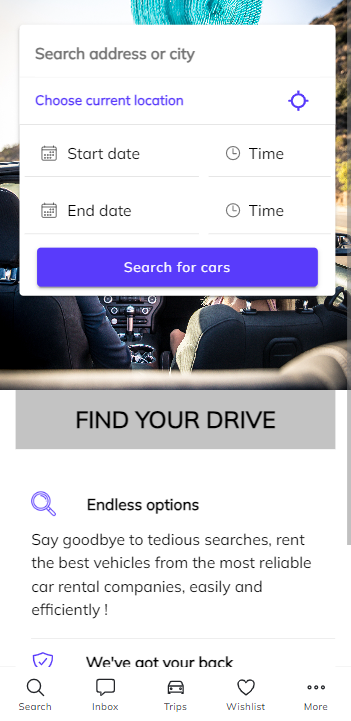 Search address or city
Choose current location
Start date
Time
End date
Time
Search for cars
FIND YOUR DRIVE
Endless options
Say goodbye to tedious searches, rent
the best vehicles from the most reliable
car rental companies, easily and
efficiently !
We've got your back
Search
Inbox
Trips
Wishlist
More